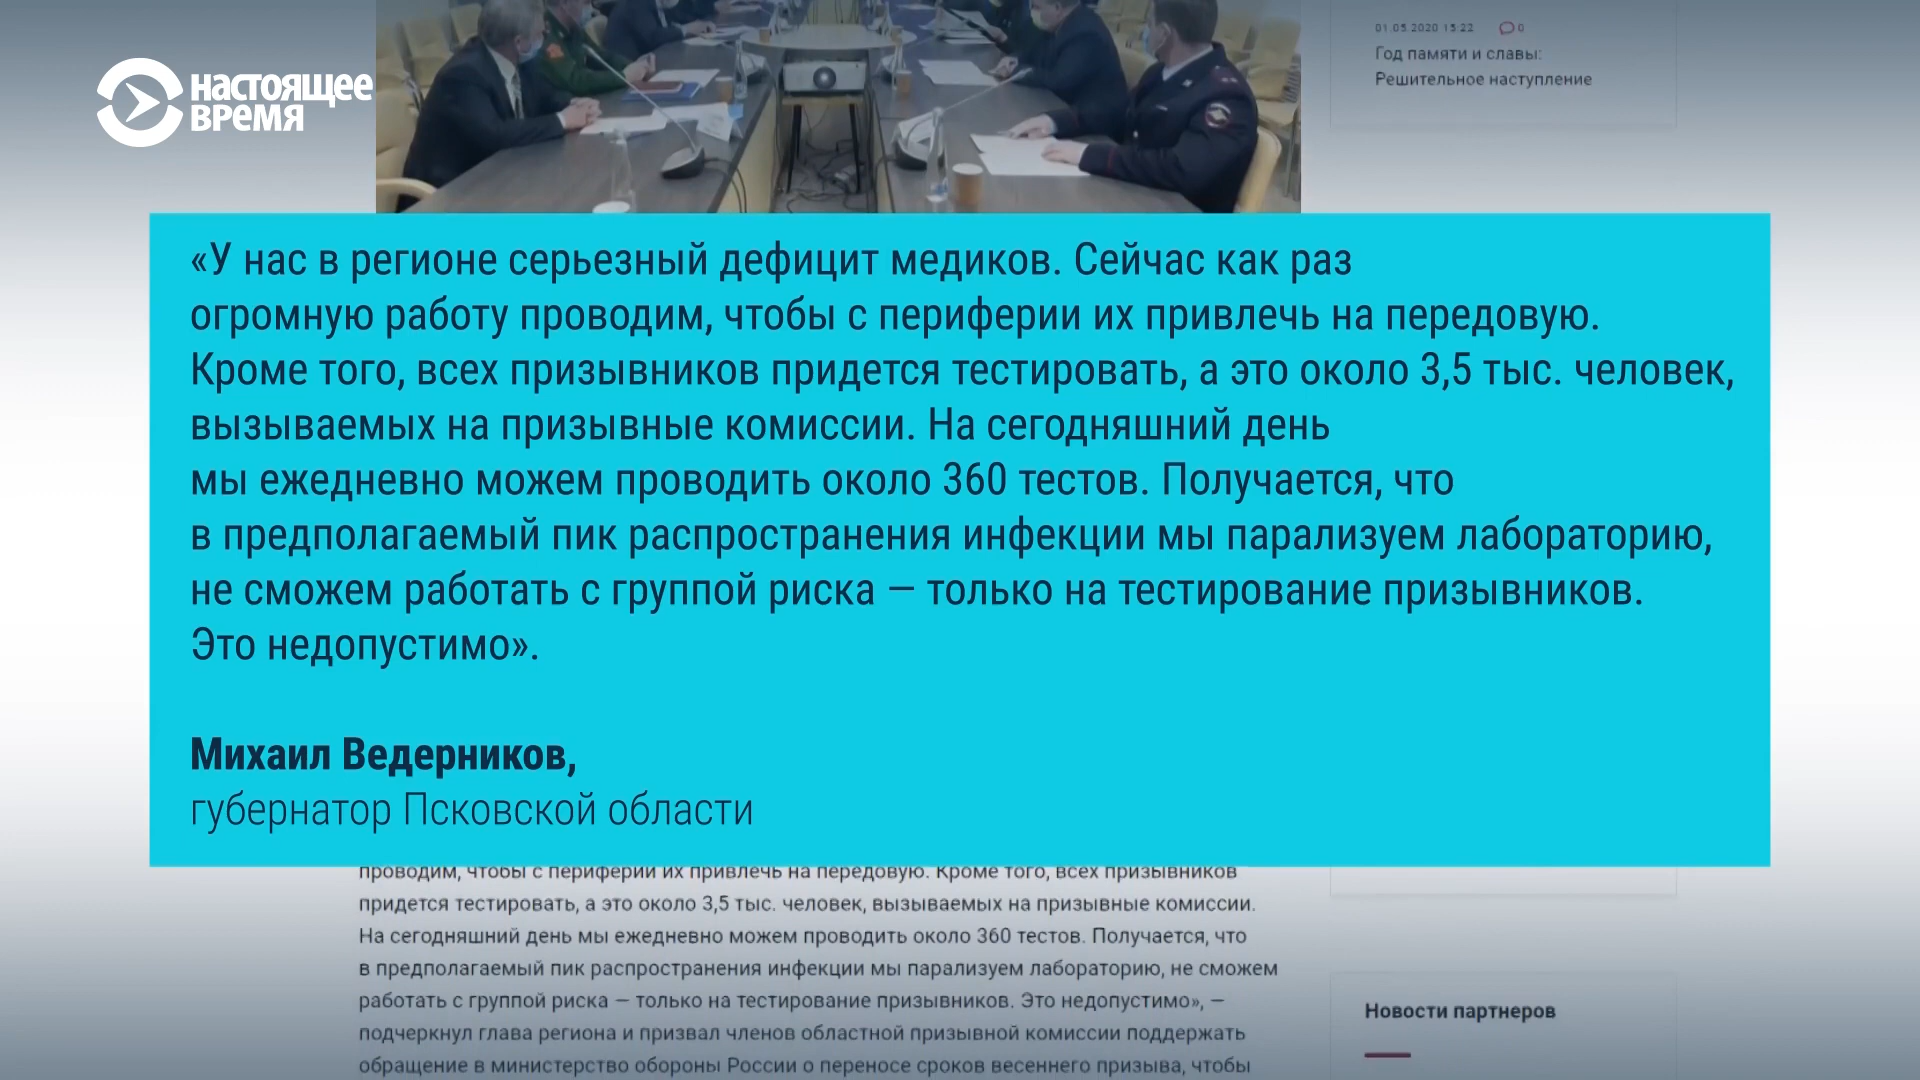 настоящее
время
01.05.2020 15:22 0
Год памяти и славы:
Решительное наступление
«У нас в регионе серьезный дефицит медиков. Сейчас как раз
огромную работу проводим, чтобы с периферии их привлечь на передовую.
Кроме того, всех призывников придется тестировать, а это около 3,5 тыс. человек,
вызываемых на призывные комиссии. На сегодняшний день
мы ежедневно можем проводить около 360 тестов. Получается, что
в предполагаемый пик распространения инфекции мы парализуем лабораторию,
не сможем работать с группой риска — только на тестирование призывников.
Это недопустимо».
Михаил Ведерников,
губернатор Псковской области
проводим, чтобы с периферии их привлечь на передовую. Кроме того, всех призывников
придется тестировать, а это около 3,5 тыс. человек, вызываемых на призывные комиссии.
На сегодняшний день мы ежедневно можем проводить около 360 тестов. Получается, что
в предполагаемый пик распространения инфекции мы парализуем лабораторию, не сможем
работать с группой риска — только на тестирование призывников. Это недопустимо», —
подчеркнул глава региона и призвал членов областной призывной комиссии поддержать
обращение в министерство обороны России о переносе сроков весеннего призыва, чтобы
Новости партнеров